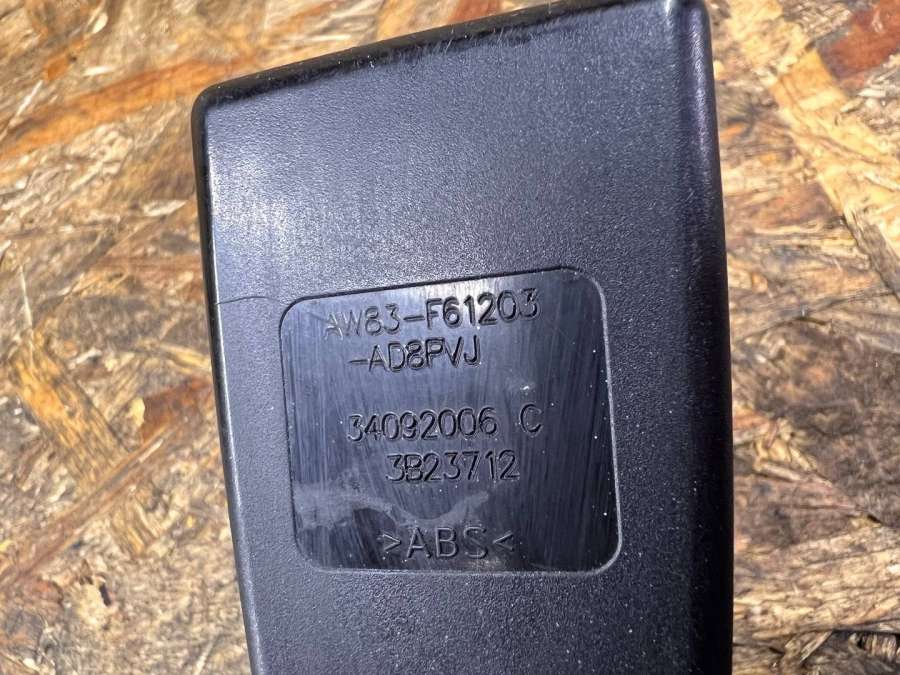 AW83-F61203
-AD8PVJ
34092006 C
3B23712
>ABS<